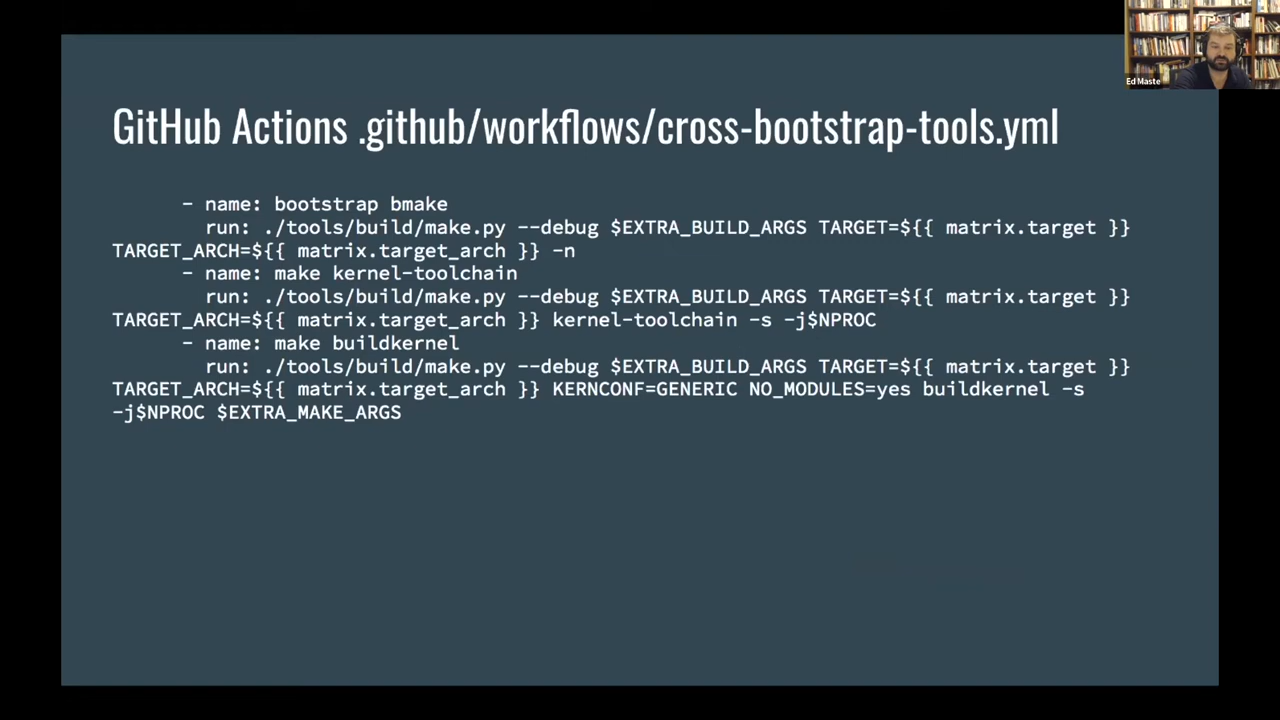 Ed Maste
GitHub Actions .github/workflows/cross-bootstrap-tools.yml
- name: bootstrap bmake
run: ./tools/build/make.py --debug $EXTRA_BUILD_ARGS TARGET=${{ matrix.target }}
TARGET_ARCH=${{ matrix.target_arch }} -n
- name: make kernel-toolchain
run: ./tools/build/make.py --debug $EXTRA_BUILD_ARGS TARGET=${{ matrix.target }}
TARGET_ARCH=${{ matrix.target_arch }} kernel-toolchain -s -j$NPROC
- name: make buildkernel
run: ./tools/build/make.py --debug $EXTRA_BUILD_ARGS TARGET=${{ matrix.target }}
TARGET_ARCH=${{ matrix.target_arch }} KERNCONF=GENERIC NO_MODULES=yes buildkernel -s
-j$NPROC $EXTRA_MAKE_ARGS